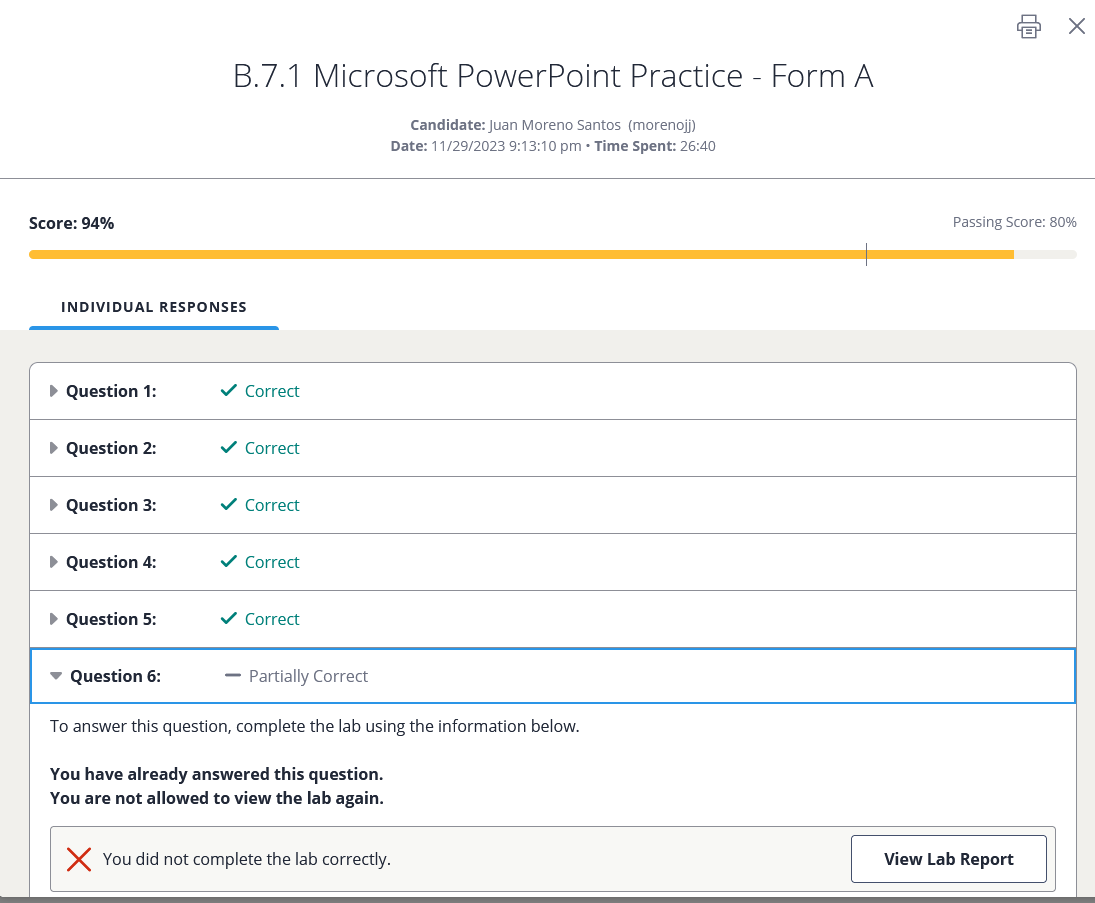 B.7.1 Microsoft PowerPoint Practice - Form A
Candidate: Juan Moreno Santos (morenojj)
Date: 11/29/2023 9:13:10 pm • Time Spent: 26:40
Score: 94%
Passing Score: 80%
INDIVIDUAL RESPONSES
Question 1: Correct
Question 2: Correct
Question 3: Correct
Question 4: Correct
Question 5: Correct
Question 6: Partially Correct
To answer this question, complete the lab using the information below.
You have already answered this question.
You are not allowed to view the lab again.
You did not complete the lab correctly.
View Lab Report